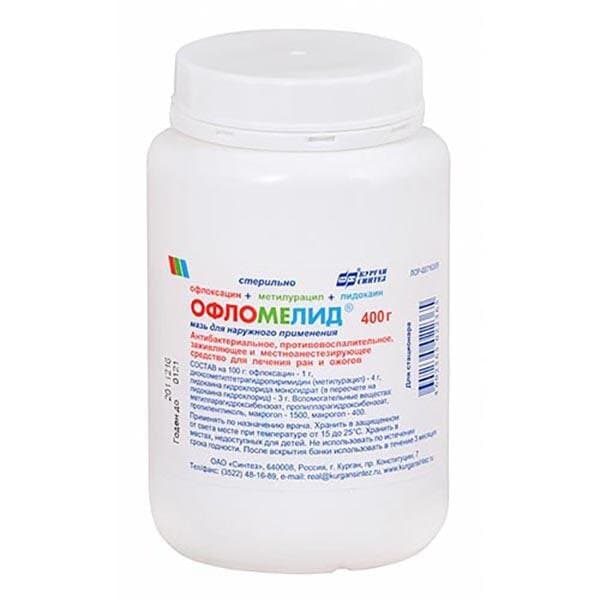 стерильно
КУРГАН
СИНТЕЗ
офлоксацин + метилурацил + лидокаин
ОФЛОМЕЛИД® 400 г
мазь для наружного применения
Антибактериальное, противовоспалительное,
заживляющее и местноанестезирующее
средство для лечения ран и ожогов
СОСТАВ на 100 г: офлоксацин - 1 г,
диоксометилтетрагидропиримидин (метилурацил) - 4 г,
лидокаина гидрохлорида моногидрат (в пересчете на
лидокаина гидрохлорид) - 3 г. Вспомогательные вещества:
метилпарагидроксибензоат, пропилпарагидроксибензоат,
пропиленгликоль, макрогол - 1500, макрогол - 400.
Применять по назначению врача. Хранить в защищенном
от света месте при температуре от 15 до 25°С. Хранить в
местах, недоступных для детей. Не использовать по истечении
срока годности. После вскрытия банки использовать в течение 3 месяцев.
ОАО «Синтез», 640008, Россия, г. Курган, пр. Конституции, 7
Тел/факс: (3522) 48-16-89, e-mail: real@kurgansintez.ru
Годен до 0121
Для стационара